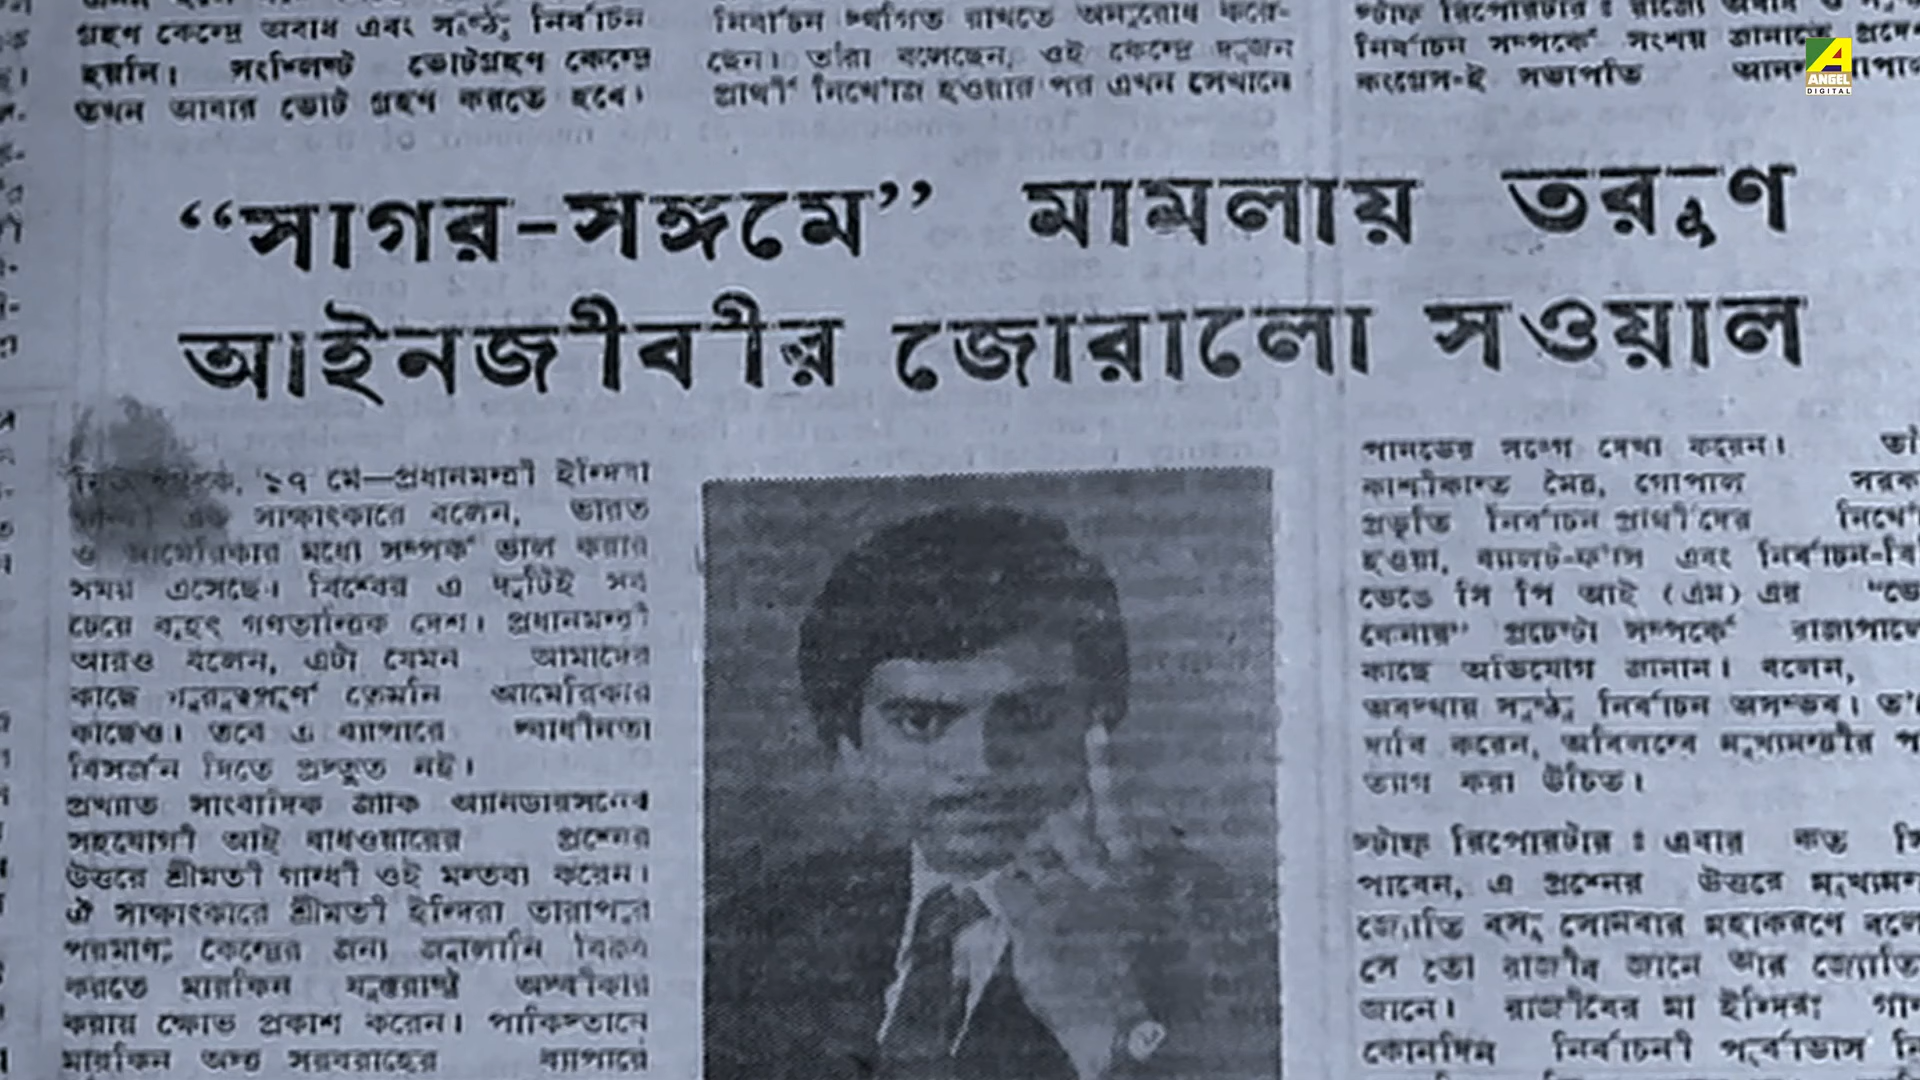 গ্রহণ কেন্দ্রে অবাধ এবং সুষ্ঠু নির্বাচন
হয়নি। সংশ্লিষ্ট ভোটগ্রহণ কেন্দ্রে
তখন আবার ভোট গ্রহণ করতে হবে।
নির্বাচন স্থগিত রাখতে অনুরোধ করে-
ছেন। তাঁরা বলেছেন, ওই কেন্দ্রে দুজন
প্রার্থী নিখোঁজ হওয়ার পর এখন সেখানে
নির্বাচন সম্পর্কে সংশয় জানাতে
কংগ্রেস-ই সভাপতি
ANGEL
DIGITAL
“সাগর-সঙ্গমে” মামলায় তরুণ
আইনজীবীর জোরালো সওয়াল
১৭ মে—প্রধানমন্ত্রী ইন্দিরা
সাক্ষাৎকারে বলেন, ভারত
ও আমেরিকার মধ্যে সম্পর্ক ভাল করার
সময় এসেছে। বিশ্বের এ দুটিই সব
চেয়ে বৃহৎ গণতান্ত্রিক দেশ। প্রধানমন্ত্রী
আরও বলেন, এটা যেমন আমাদের
কাছে গুরুত্বপূর্ণ তেমনি আমেরিকার
কাছেও। তবে এ ব্যাপারে স্বাধীনতা
বিসর্জন দিতে প্রস্তুত নই।
প্রখ্যাত সাংবাদিক জ্যাক অ্যানডারসনের
সহযোগী আই বাধওয়ারের প্রশ্নের
উত্তরে শ্রীমতী গান্ধী ওই মন্তব্য করেন।
ঐ সাক্ষাৎকারে শ্রীমতী ইন্দিরা তারাপুর
পরমাণু কেন্দ্রের জন্য জ্বালানি বিক্রয়
করতে মারকিন যুক্তরাষ্ট্র অস্বীকার
করায় ক্ষোভ প্রকাশ করেন। পাকিস্তানে
মারকিন অস্ত্র সরবরাহের ব্যাপারে
পানডের সঙ্গে দেখা করেন।
কাশীকান্ত মৈত্র, গোপাল
প্রভৃতি নির্বাচন প্রার্থীদের
হওয়া, ব্যালট-ফাঁস এবং
ভেঙে সি পি আই (এম) এর
প্রচেষ্টা সম্পর্কে
কাছে অভিযোগ জানান। বলেন,
অবস্থায় সুষ্ঠু নির্বাচন অসম্ভব।
দাবি করেন, অবিলম্বে মুখ্যমন্ত্রীর
ত্যাগ করা উচিত।
স্টাফ রিপোরটার : এবার কত
পাবেন, এ প্রশ্নের উত্তরে
জ্যোতি বসু সোমবার মহাকরণে
সে তো রাজীব জানে আর
জানে। রাজীবের মা ইন্দিরা
কোনদিন নির্বাচনী পূর্বাভাস